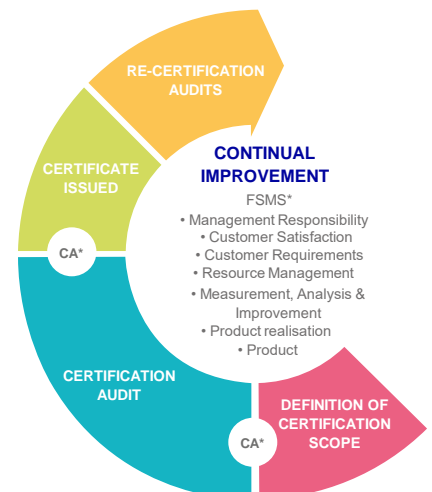 RE-CERTIFICATION
AUDITS
CERTIFICATE
ISSUED
CONTINUAL
IMPROVEMENT
FSMS*
• Management Responsibility
• Customer Satisfaction
• Customer Requirements
• Resource Management
• Measurement, Analysis &
Improvement
• Product realisation
• Product
CA*
CERTIFICATION
AUDIT
DEFINITION OF
CERTIFICATION
SCOPE
CA*